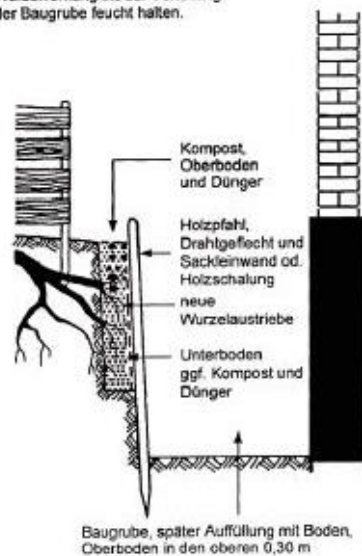 der Baugrube feucht halten.
Kompost,
Oberboden
und Dünger
Holzpfahl,
Drahtgeflecht und
Sackleinwand od.
Holzschalung
neue
Wurzelaustriebe
Unterboden
ggf. Kompost und
Dünger
Baugrube, später Auffüllung mit Boden,
Oberboden in den oberen 0,30 m